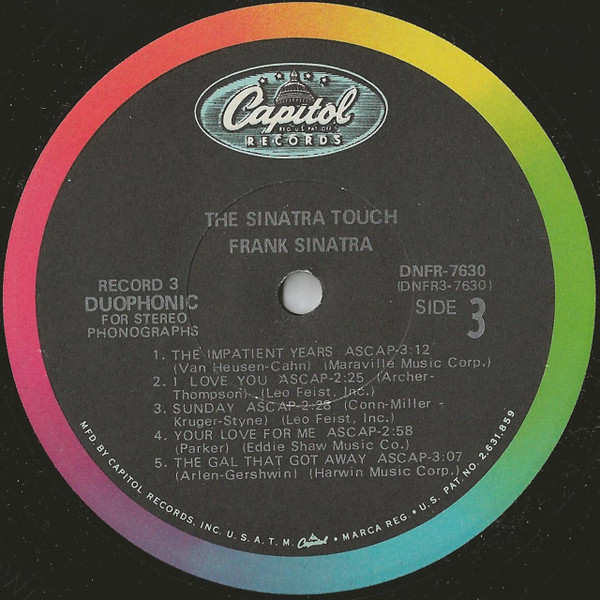 Capitol
REG. U.S. PAT. OFF.
RECORDS
THE SINATRA TOUCH
FRANK SINATRA
DNFR-7630
(DNFR3-7630)
RECORD 3
DUOPHONIC
FOR STEREO
PHONOGRAPHS
SIDE 3
1. THE IMPATIENT YEARS ASCAP-3:12
(Van Heusen-Cahn) (Maraville Music Corp.)
2. I LOVE YOU ASCAP-2:25 (Archer-
Thompson) (Leo Feist, Inc.)
3. SUNDAY ASCAP-2:28 (Conn-Miller -
Kruger-Styne) (Leo Feist, Inc.)
4. YOUR LOVE FOR ME ASCAP-2:58
(Parker) (Eddie Shaw Music Co.)
5. THE GAL THAT GOT AWAY ASCAP-3:07
(Arlen-Gershwin) (Harwin Music Corp.)
MFD. BY CAPITOL RECORDS, INC. U. S. A. T. M. Capitol • MARCA REG. • U.S. PAT. NO. 2,631,859